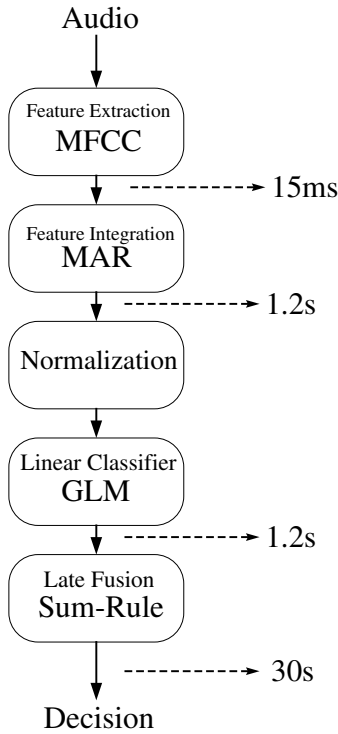 Audio
Feature Extraction
MFCC
15ms
Feature Integration
MAR
1.2s
Normalization
Linear Classifier
GLM
1.2s
Late Fusion
Sum-Rule
30s
Decision